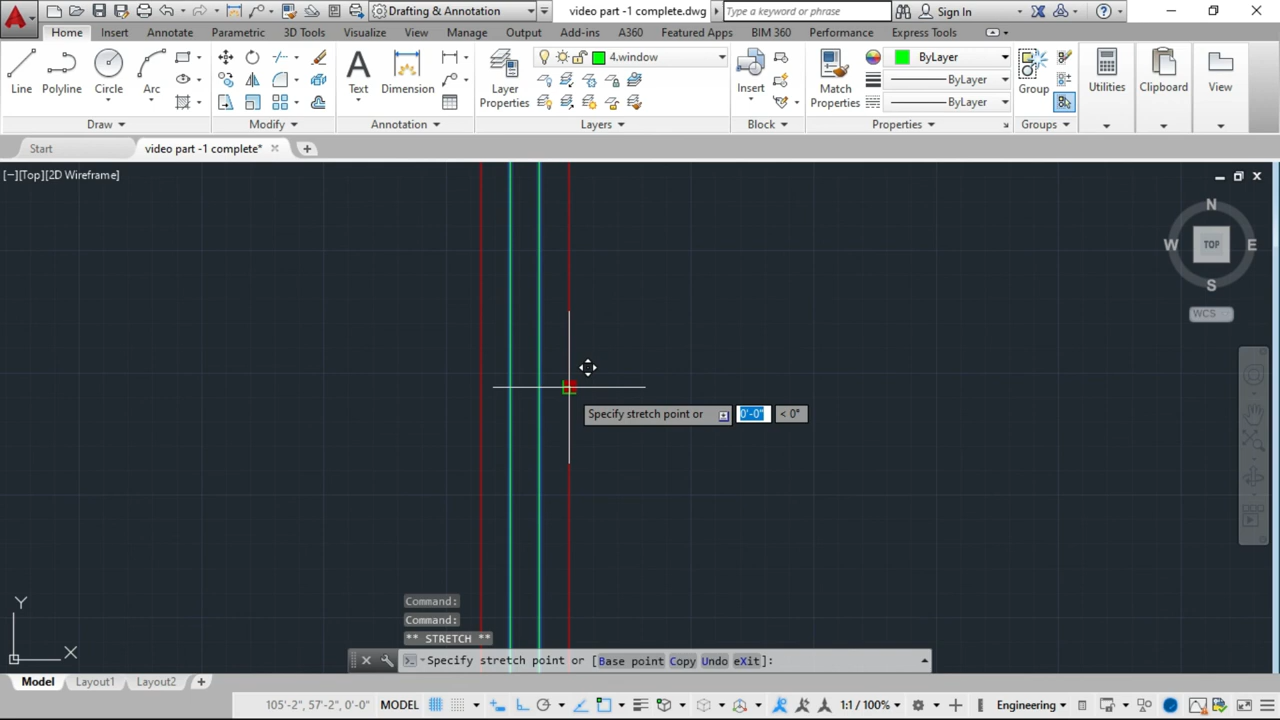 Drafting & Annotation
video part -1 complete.dwg
Type a keyword or phrase
Sign In
Home
Insert
Annotate
Parametric
3D Tools
Visualize
View
Manage
Output
Add-ins
A360
Featured Apps
BIM 360
Performance
Express Tools
4.window
ByLayer
ByLayer
ByLayer
Line
Polyline
Circle
Arc
Text
Dimension
Layer Properties
Insert
Match Properties
Group
Utilities
Clipboard
View
Draw
Modify
Annotation
Layers
Block
Properties
Groups
Start
video part -1 complete*
[−][Top][2D Wireframe]
N
W
TOP
E
S
WCS
Specify stretch point or
0'-0"
< 0°
Command:
Command:
** STRETCH **
Specify stretch point or [Base point Copy Undo eXit]:
Y
X
Model
Layout1
Layout2
105'-2", 57'-2", 0'-0"
MODEL
1:1 / 100%
Engineering